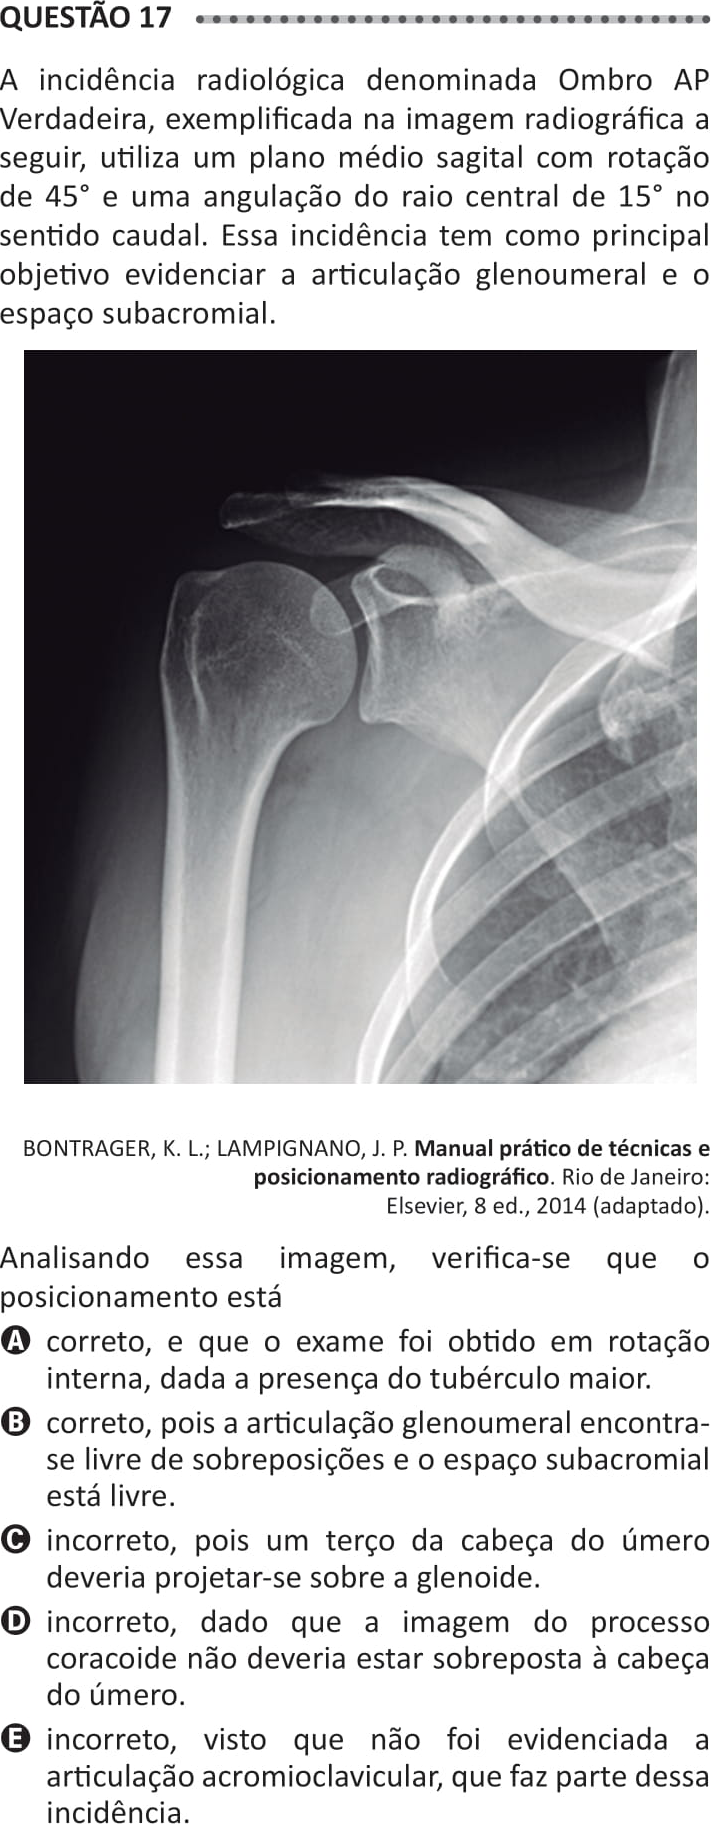 QUESTÃO 17
A incidência radiológica denominada Ombro AP
Verdadeira, exemplificada na imagem radiográfica a
seguir, utiliza um plano médio sagital com rotação
de 45° e uma angulação do raio central de 15° no
sentido caudal. Essa incidência tem como principal
objetivo evidenciar a articulação glenoumeral e o
espaço subacromial.
BONTRAGER, K. L.; LAMPIGNANO, J. P. Manual prático de técnicas e
posicionamento radiográfico. Rio de Janeiro:
Elsevier, 8 ed., 2014 (adaptado).
Analisando essa imagem, verifica-se que o
posicionamento está
A correto, e que o exame foi obtido em rotação
interna, dada a presença do tubérculo maior.
B correto, pois a articulação glenoumeral encontra-
se livre de sobreposições e o espaço subacromial
está livre.
C incorreto, pois um terço da cabeça do úmero
deveria projetar-se sobre a glenoide.
D incorreto, dado que a imagem do processo
coracoide não deveria estar sobreposta à cabeça
do úmero.
E incorreto, visto que não foi evidenciada a
articulação acromioclavicular, que faz parte dessa
incidência.